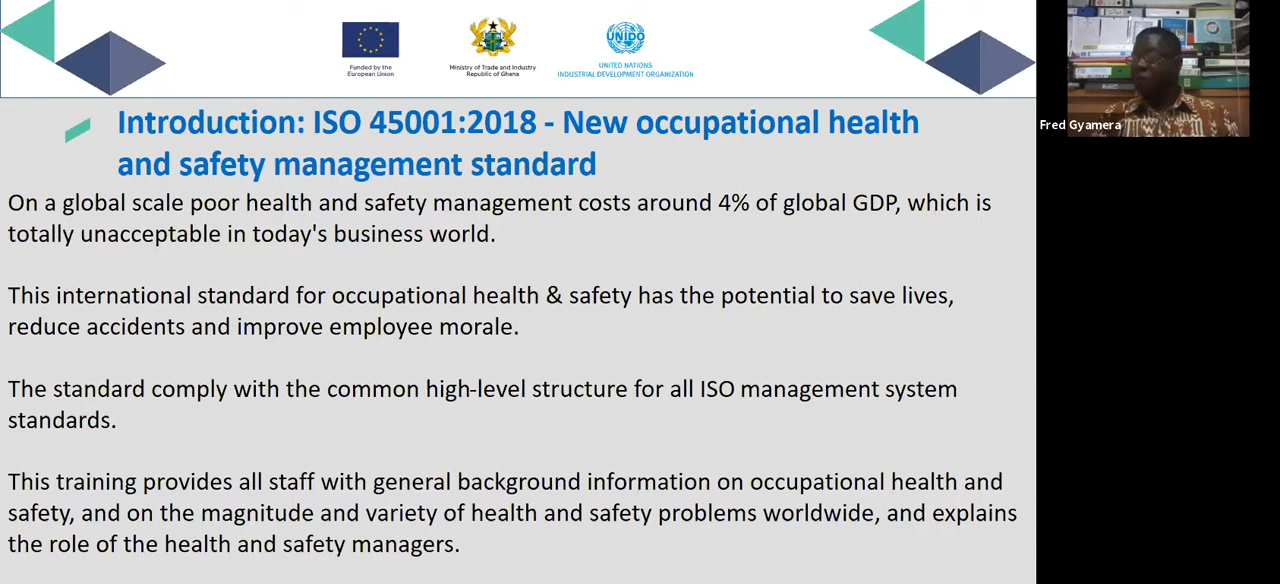 Funded by the
European Union
Ministry of Trade and Industry
Republic of Ghana
UNIDO
UNITED NATIONS
INDUSTRIAL DEVELOPMENT ORGANIZATION
Introduction: ISO 45001:2018 - New occupational health
and safety management standard
On a global scale poor health and safety management costs around 4% of global GDP, which is
totally unacceptable in today's business world.
This international standard for occupational health & safety has the potential to save lives,
reduce accidents and improve employee morale.
The standard comply with the common high-level structure for all ISO management system
standards.
This training provides all staff with general background information on occupational health and
safety, and on the magnitude and variety of health and safety problems worldwide, and explains
the role of the health and safety managers.
Fred Gyamera